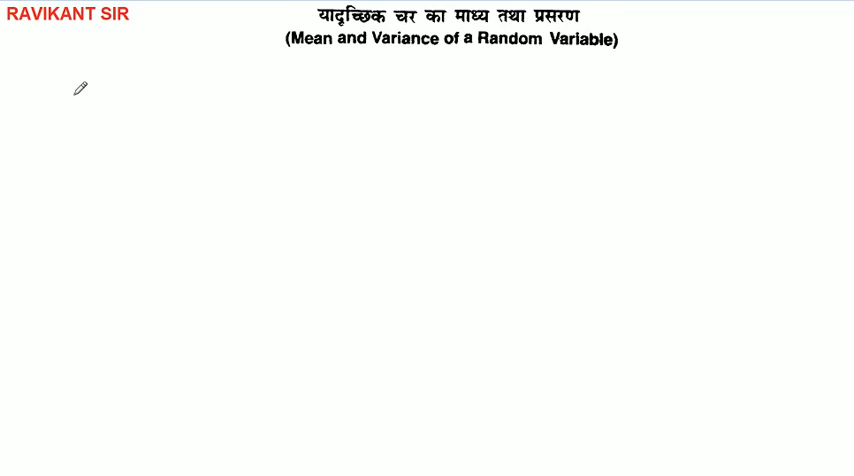 RAVIKANT SIR
यादृच्छिक चर का माध्य तथा प्रसरण
(Mean and Variance of a Random Variable)